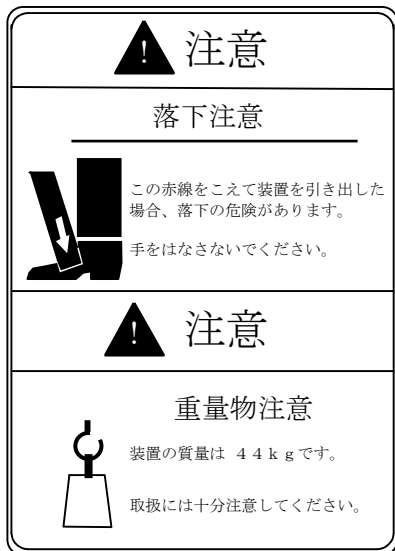 注意
落下注意
この赤線をこえて装置を引き出した
場合、落下の危険があります。
手をはなさないでください。
注意
重量物注意
装置の質量は ４４ｋｇです。
取扱には十分注意してください。